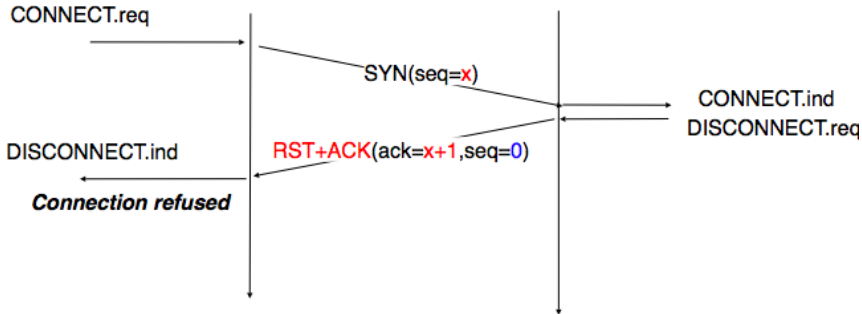 CONNECT.req
SYN(seq=x)
CONNECT.ind
DISCONNECT.req
RST+ACK(ack=x+1,seq=0)
DISCONNECT.ind
Connection refused